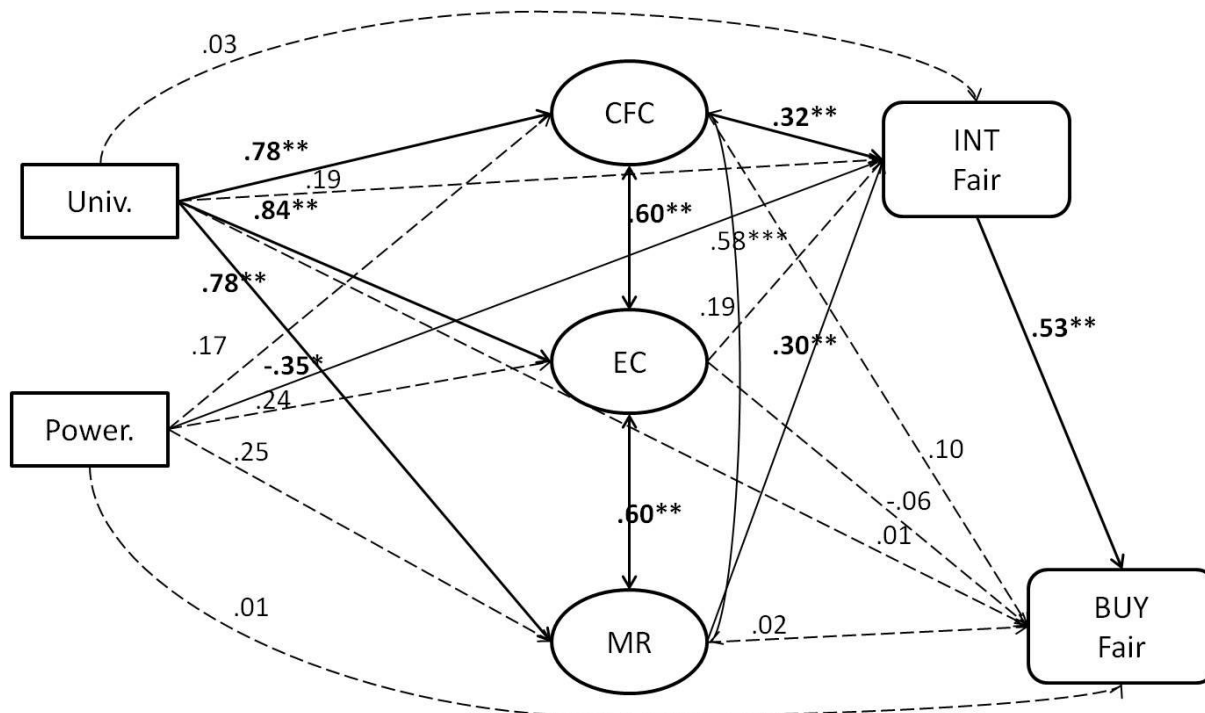 .03
CFC
.32**
INT
Fair
.78**
.19
Univ.
.84**
.60**
.58***
.78**
.19
.30**
.53**
.17
-.35*
EC
.24
Power.
.25
.10
-.06
.60**
.01
.01
.02
MR
BUY
Fair